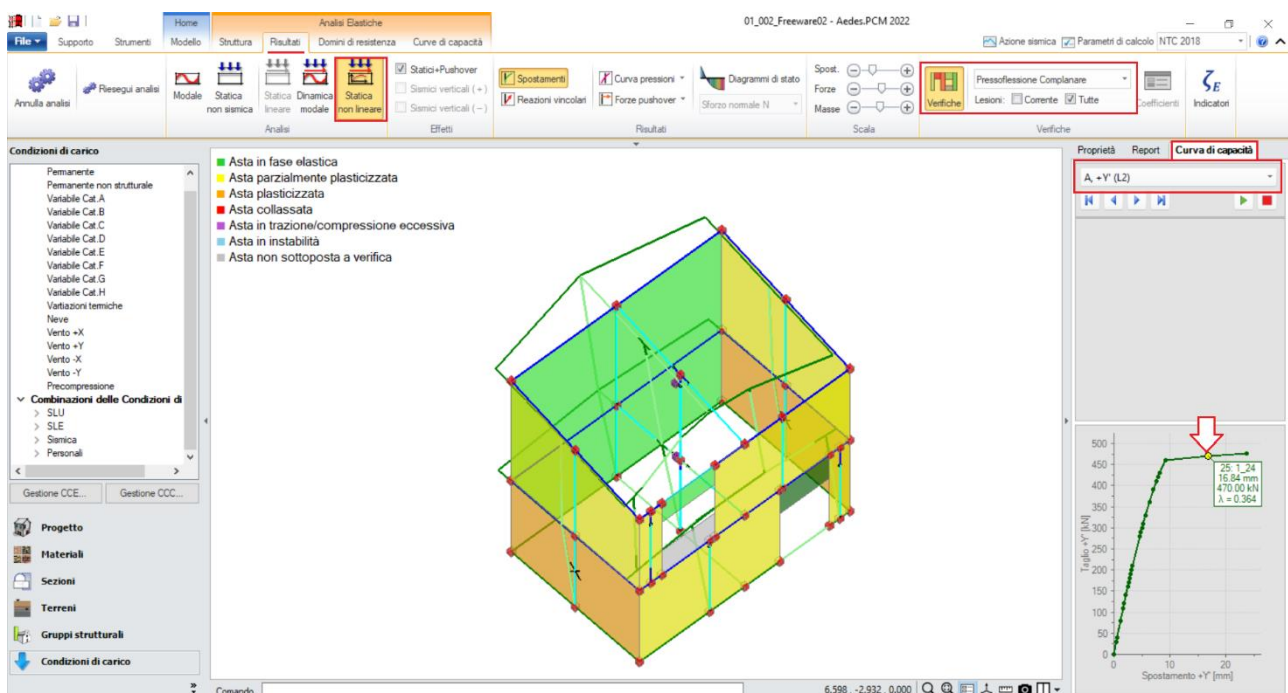 01_002_Freeware02 - Aedes.PCM 2022
Home
Analisi Elastiche
File
Supporto
Strumenti
Modello
Struttura
Risultati
Domini di resistenza
Curve di capacità
Azione sismica
Parametri di calcolo
NTC 2018
Annulla analisi
Riesegui analisi
Modale
Statica non sismica
Statica lineare
Dinamica modale
Statica non lineare
Analisi
Statici+Pushover
Sismici verticali (+)
Sismici verticali (−)
Effetti
Spostamenti
Reazioni vincolari
Curva pressioni
Forze pushover
Diagrammi di stato
Sforzo normale N
Risultati
Spost.
Forze
Masse
Scala
Verifiche
Pressoflessione Complanare
Lesioni:
Corrente
Tutte
Coefficienti
Verifiche
ζE
Indicatori
Condizioni di carico
Permanente
Permanente non strutturale
Variabile Cat.A
Variabile Cat.B
Variabile Cat.C
Variabile Cat.D
Variabile Cat.E
Variabile Cat.F
Variabile Cat.G
Variabile Cat.H
Vartiazioni termiche
Neve
Vento +X
Vento +Y
Vento -X
Vento -Y
Precompressione
Combinazioni delle Condizioni di
SLU
SLE
Sismica
Personali
Gestione CCE...
Gestione CCC...
Progetto
Materiali
Sezioni
Terreni
Gruppi strutturali
Condizioni di carico
Asta in fase elastica
Asta parzialmente plasticizzata
Asta plasticizzata
Asta collassata
Asta in trazione/compressione eccessiva
Asta in instabilità
Asta non sottoposta a verifica
Proprietà
Report
Curva di capacità
A, +Y' (L2)
500
450
400
350
300
250
200
150
100
50
0
Taglio +Y' [kN]
25: 1_24
16.84 mm
470.00 kN
λ = 0.364
0
10
20
Spostamento +Y' [mm]
Comando
6.598 , -2.932, 0.000